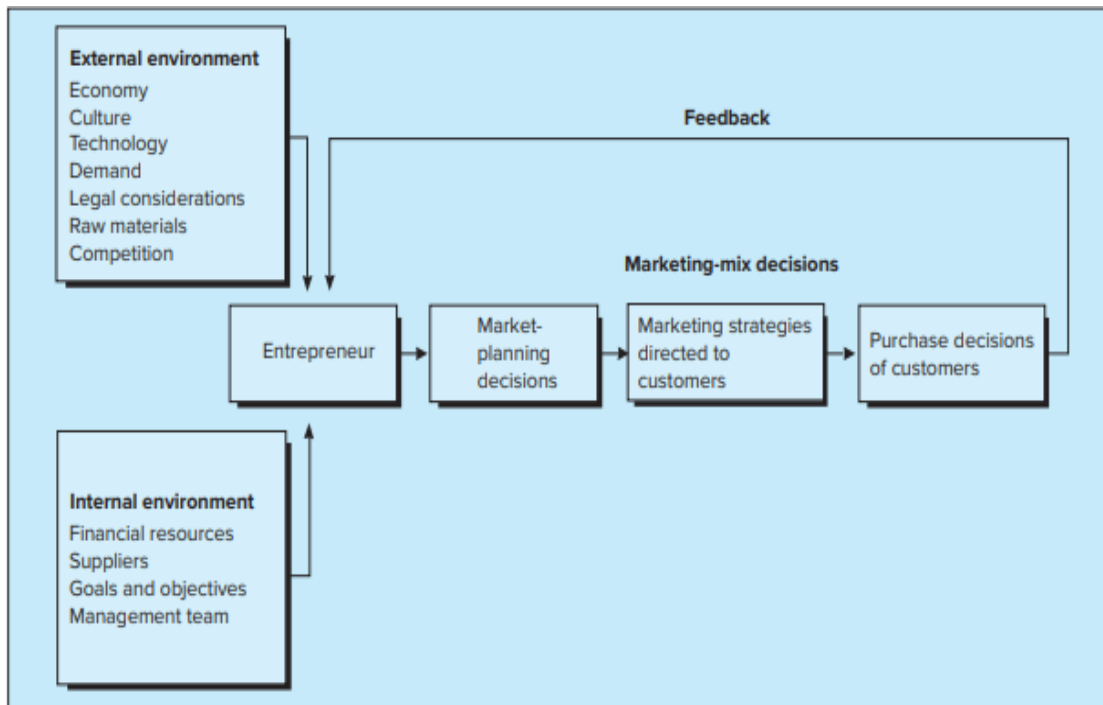 External environment
Economy
Culture
Technology
Demand
Legal considerations
Raw materials
Competition
Feedback
Marketing-mix decisions
Entrepreneur
Market-
planning
decisions
Marketing strategies
directed to
customers
Purchase decisions
of customers
Internal environment
Financial resources
Suppliers
Goals and objectives
Management team